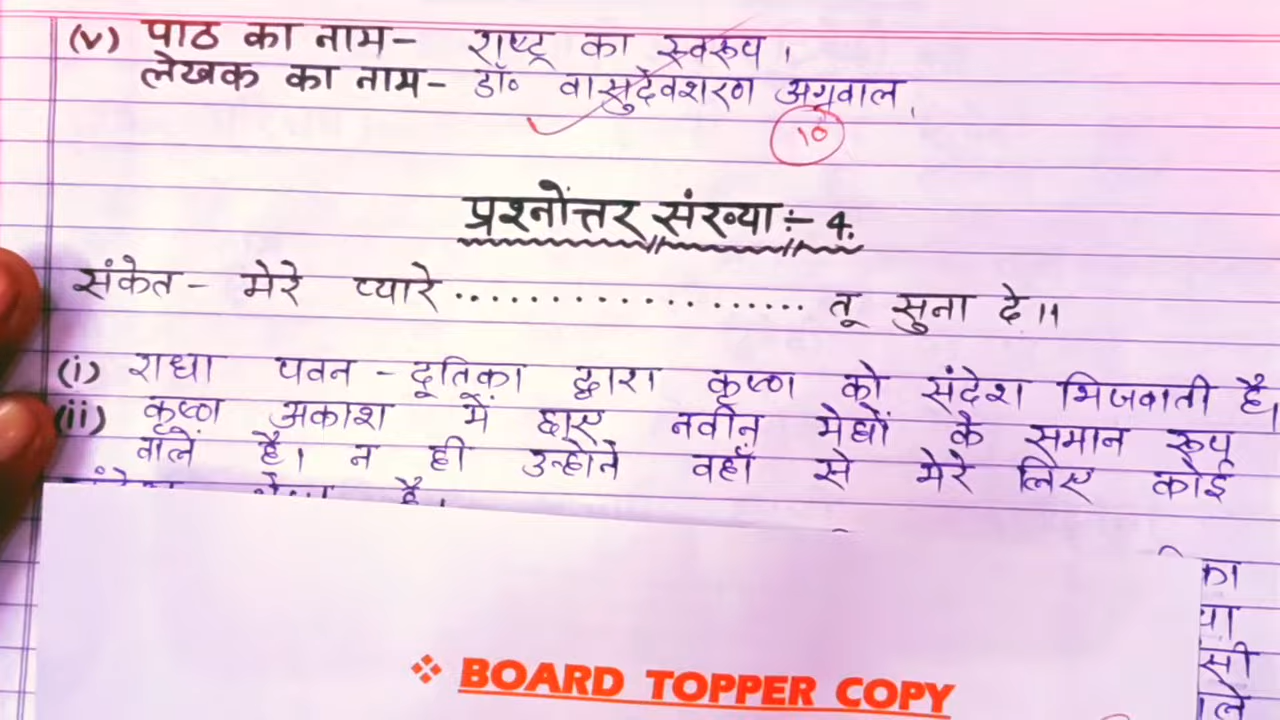 (v) पाठ का नाम- राष्ट्र का स्वरूप।
लेखक का नाम- डॉ० वासुदेवशरण अग्रवाल,
10
प्रश्नोंत्तर संख्या:- 4.
संकेत- मेरे प्यारे ................... तू सुना दे।।
(i) राधा पवन-दूतिका द्वारा कृष्ण को संदेश भिजवाती है।
(ii) कृष्ण अकाश में छाए नवीन मेघों के समान रूप
वाले है। न ही उन्होने वहाँ से मेरे लिए कोई
है।
❖ BOARD TOPPER COPY